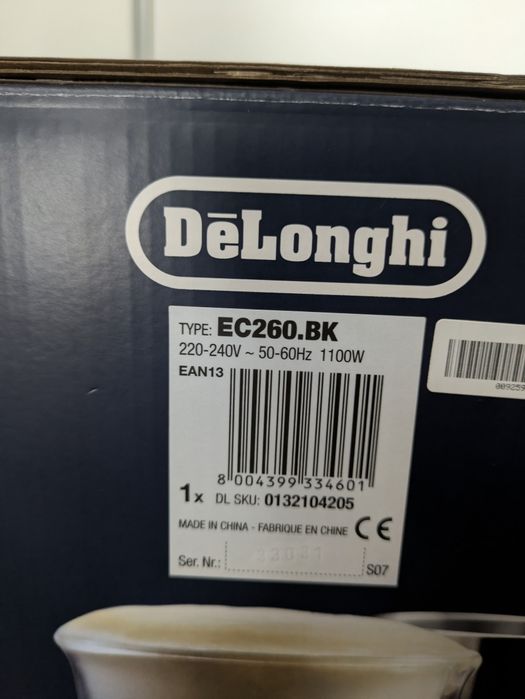 DēLonghi
TYPE: EC260.BK
220-240V ~ 50-60Hz 1100W
EAN13
8 004399 334601
1x DL SKU: 0132104205
MADE IN CHINA - FABRIQUE EN CHINE CE
Ser. Nr.: S07